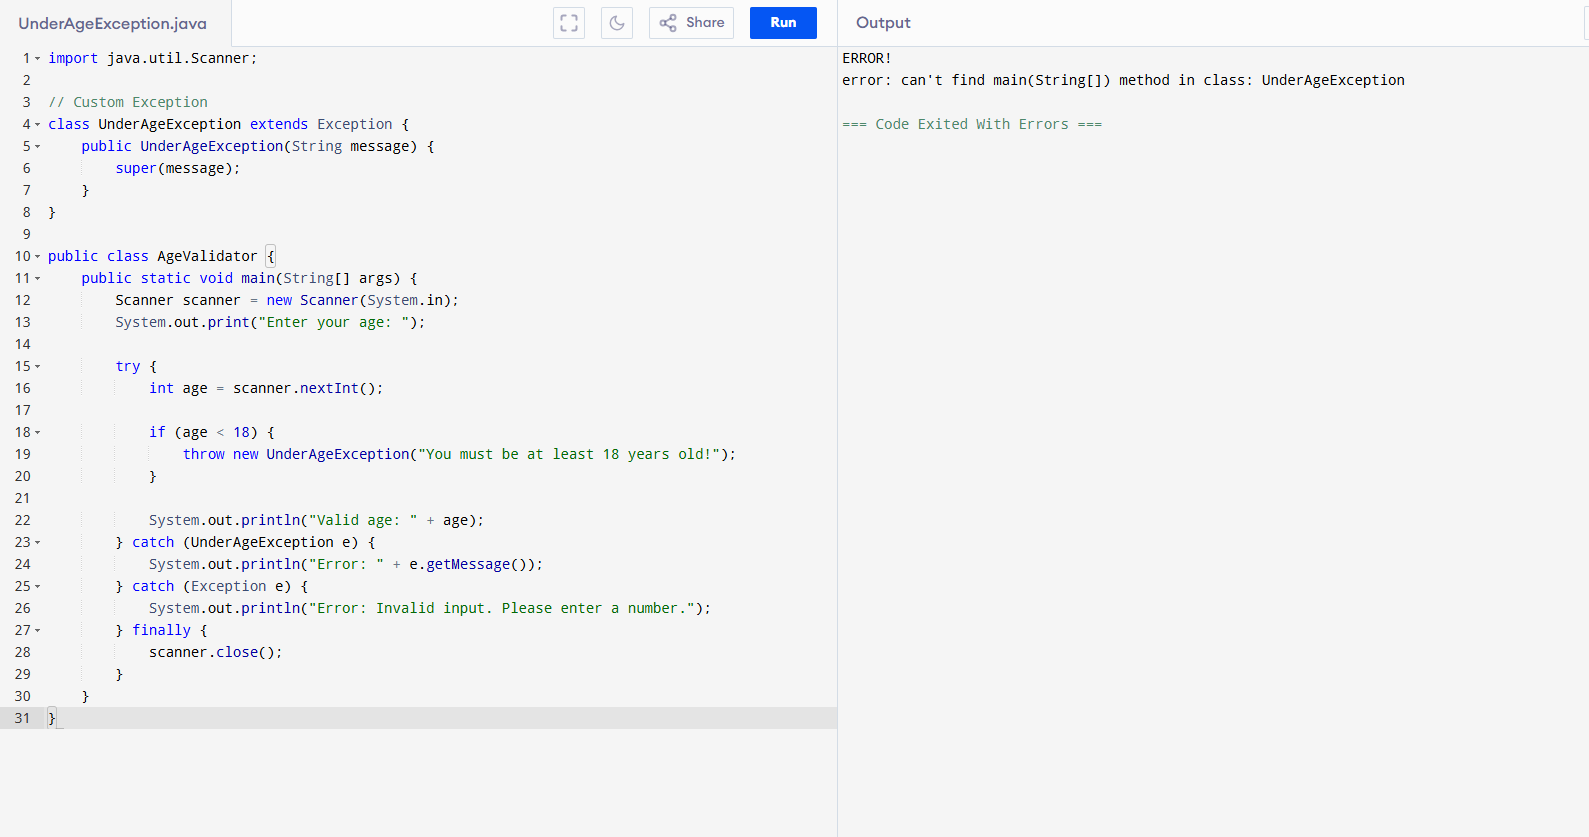 UnderAgeException.java
Share
Run
Output
1 import java.util.Scanner;
2
3 // Custom Exception
4 class UnderAgeException extends Exception {
5     public UnderAgeException(String message) {
6         super(message);
7     }
8 }
9
10 public class AgeValidator {
11     public static void main(String[] args) {
12         Scanner scanner = new Scanner(System.in);
13         System.out.print("Enter your age: ");
14
15         try {
16             int age = scanner.nextInt();
17
18             if (age < 18) {
19                 throw new UnderAgeException("You must be at least 18 years old!");
20             }
21
22             System.out.println("Valid age: " + age);
23         } catch (UnderAgeException e) {
24             System.out.println("Error: " + e.getMessage());
25         } catch (Exception e) {
26             System.out.println("Error: Invalid input. Please enter a number.");
27         } finally {
28             scanner.close();
29         }
30     }
31 }
ERROR!
error: can't find main(String[]) method in class: UnderAgeException
=== Code Exited With Errors ===